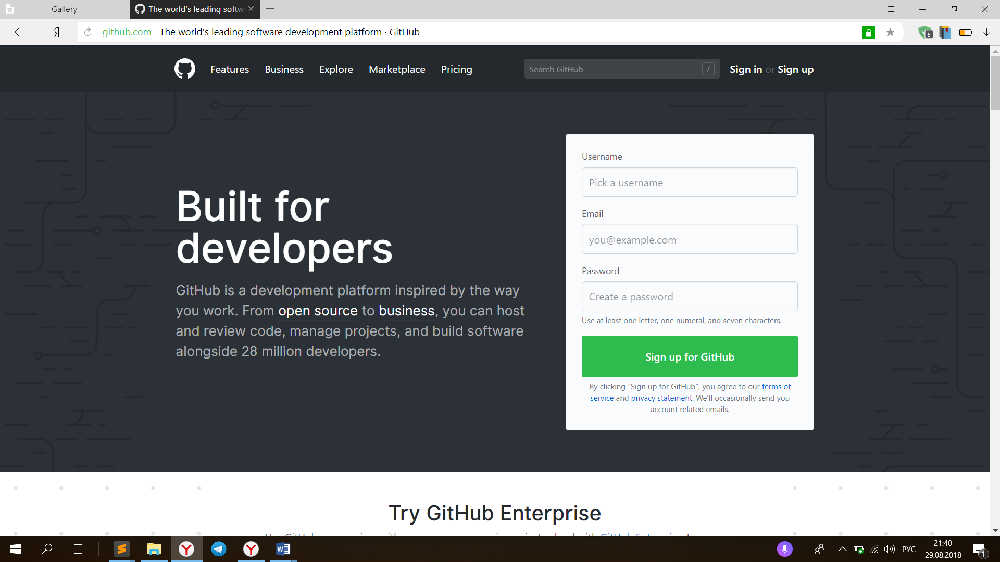 Gallery
The world's leading softw
Я
github.com The world's leading software development platform · GitHub
6
Features Business Explore Marketplace Pricing
Search GitHub /
Sign in or Sign up
Built for
developers
GitHub is a development platform inspired by the way
you work. From open source to business, you can host
and review code, manage projects, and build software
alongside 28 million developers.
Username
Pick a username
Email
you@example.com
Password
Create a password
Use at least one letter, one numeral, and seven characters.
Sign up for GitHub
By clicking “Sign up for GitHub”, you agree to our terms of
service and privacy statement. We'll occasionally send you
account related emails.
Try GitHub Enterprise
РУС
21:40
29.08.2018
1